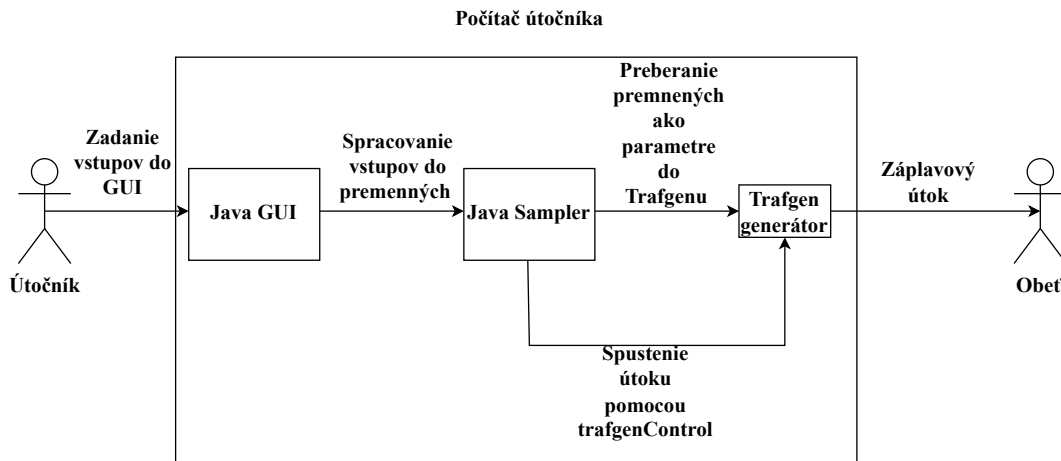 Počítač útočníka
Zadanie
vstupov do
GUI
Útočník
Java GUI
Spracovanie
vstupov do
premenných
Java Sampler
Preberanie
premnených
ako
parametre
do
Trafgenu
Trafgen
generátor
Spustenie
útoku
pomocou
trafgenControl
Záplavový
útok
Obeť